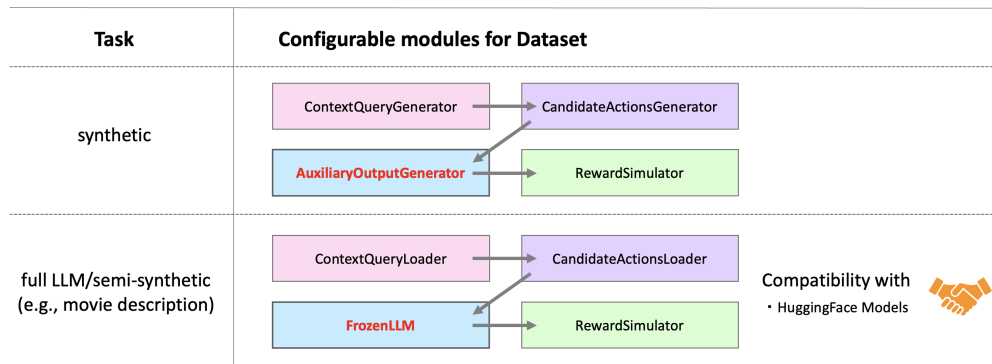 Task
Configurable modules for Dataset
synthetic
ContextQueryGenerator
CandidateActionsGenerator
AuxiliaryOutputGenerator
RewardSimulator
full LLM/semi-synthetic
(e.g., movie description)
ContextQueryLoader
CandidateActionsLoader
FrozenLLM
RewardSimulator
Compatibility with
・HuggingFace Models